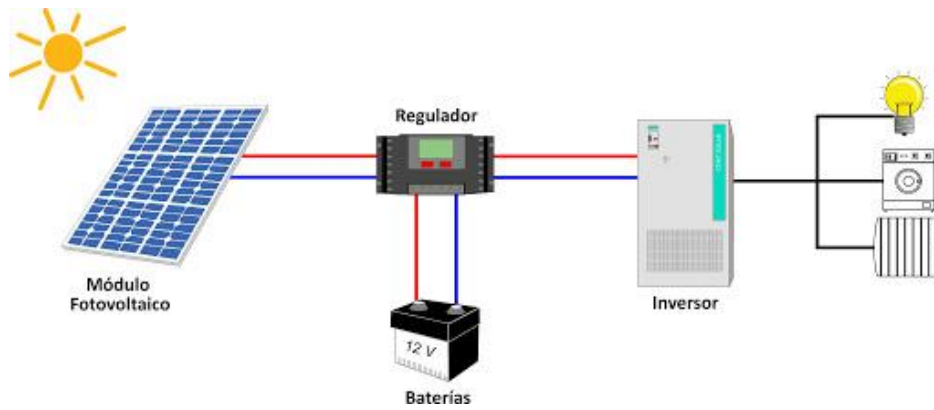 Regulador
Módulo
Fotovoltaico
12 V
Inversor
Baterías